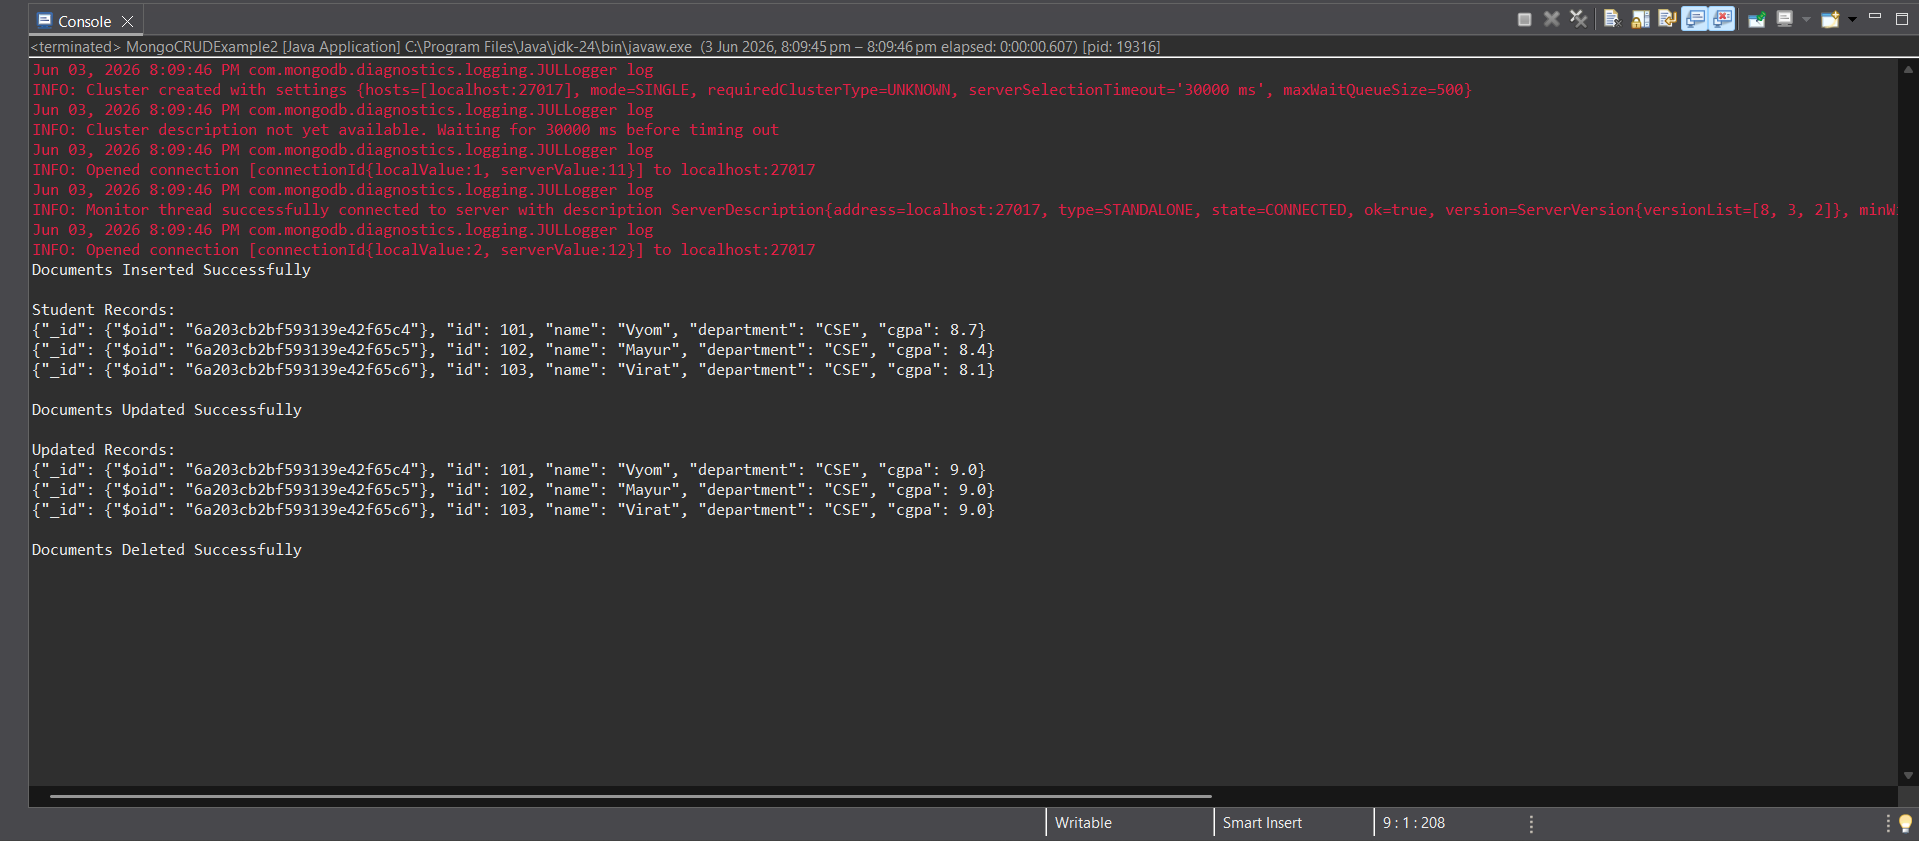 Console
<terminated> MongoCRUDExample2 [Java Application] C:\Program Files\Java\jdk-24\bin\javaw.exe (3 Jun 2026, 8:09:45 pm – 8:09:46 pm elapsed: 0:00:00.607) [pid: 19316]
Jun 03, 2026 8:09:46 PM com.mongodb.diagnostics.logging.JULLogger log
INFO: Cluster created with settings {hosts=[localhost:27017], mode=SINGLE, requiredClusterType=UNKNOWN, serverSelectionTimeout='30000 ms', maxWaitQueueSize=500}
Jun 03, 2026 8:09:46 PM com.mongodb.diagnostics.logging.JULLogger log
INFO: Cluster description not yet available. Waiting for 30000 ms before timing out
Jun 03, 2026 8:09:46 PM com.mongodb.diagnostics.logging.JULLogger log
INFO: Opened connection [connectionId{localValue:1, serverValue:11}] to localhost:27017
Jun 03, 2026 8:09:46 PM com.mongodb.diagnostics.logging.JULLogger log
INFO: Monitor thread successfully connected to server with description ServerDescription{address=localhost:27017, type=STANDALONE, state=CONNECTED, ok=true, version=ServerVersion{versionList=[8, 3, 2]}, minW
Jun 03, 2026 8:09:46 PM com.mongodb.diagnostics.logging.JULLogger log
INFO: Opened connection [connectionId{localValue:2, serverValue:12}] to localhost:27017
Documents Inserted Successfully
Student Records:
{"_id": {"$oid": "6a203cb2bf593139e42f65c4"}, "id": 101, "name": "Vyom", "department": "CSE", "cgpa": 8.7}
{"_id": {"$oid": "6a203cb2bf593139e42f65c5"}, "id": 102, "name": "Mayur", "department": "CSE", "cgpa": 8.4}
{"_id": {"$oid": "6a203cb2bf593139e42f65c6"}, "id": 103, "name": "Virat", "department": "CSE", "cgpa": 8.1}
Documents Updated Successfully
Updated Records:
{"_id": {"$oid": "6a203cb2bf593139e42f65c4"}, "id": 101, "name": "Vyom", "department": "CSE", "cgpa": 9.0}
{"_id": {"$oid": "6a203cb2bf593139e42f65c5"}, "id": 102, "name": "Mayur", "department": "CSE", "cgpa": 9.0}
{"_id": {"$oid": "6a203cb2bf593139e42f65c6"}, "id": 103, "name": "Virat", "department": "CSE", "cgpa": 9.0}
Documents Deleted Successfully
Writable
Smart Insert
9 : 1 : 208